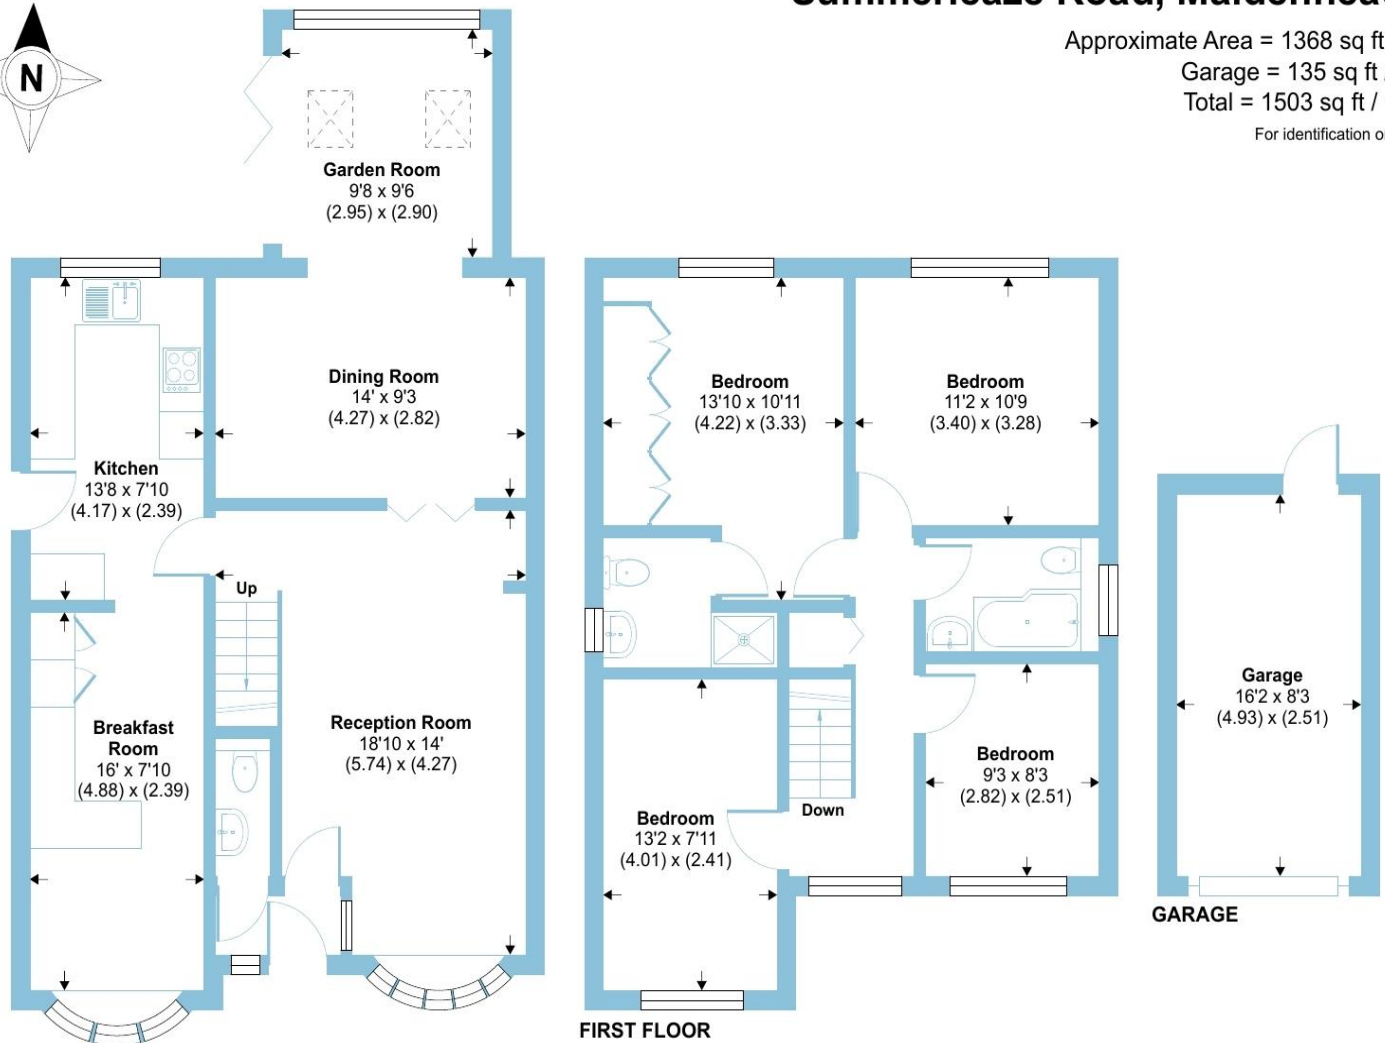 Road,
Approximate Area = 1368 sq ft
Garage = 135 sq ft /
Total = 1503 sq ft /
For identification
N
Garden Room
9'8 x 9'6
(2.95) x (2.90)
Dining Room
14' x 9'3
(4.27) x (2.82)
Kitchen
13'8 x 7'10
(4.17) x (2.39)
Up
Reception Room
18'10 x 14'
(5.74) x (4.27)
Breakfast
Room
16' x 7'10
(4.88) x (2.39)
Bedroom
13'10 x 10'11
(4.22) x (3.33)
Bedroom
11'2 x 10'9
(3.40) x (3.28)
Bedroom
9'3 x 8'3
(2.82) x (2.51)
Bedroom
13'2 x 7'11
(4.01) x (2.41)
Down
FIRST FLOOR
Garage
16'2 x 8'3
(4.93) x (2.51)
GARAGE